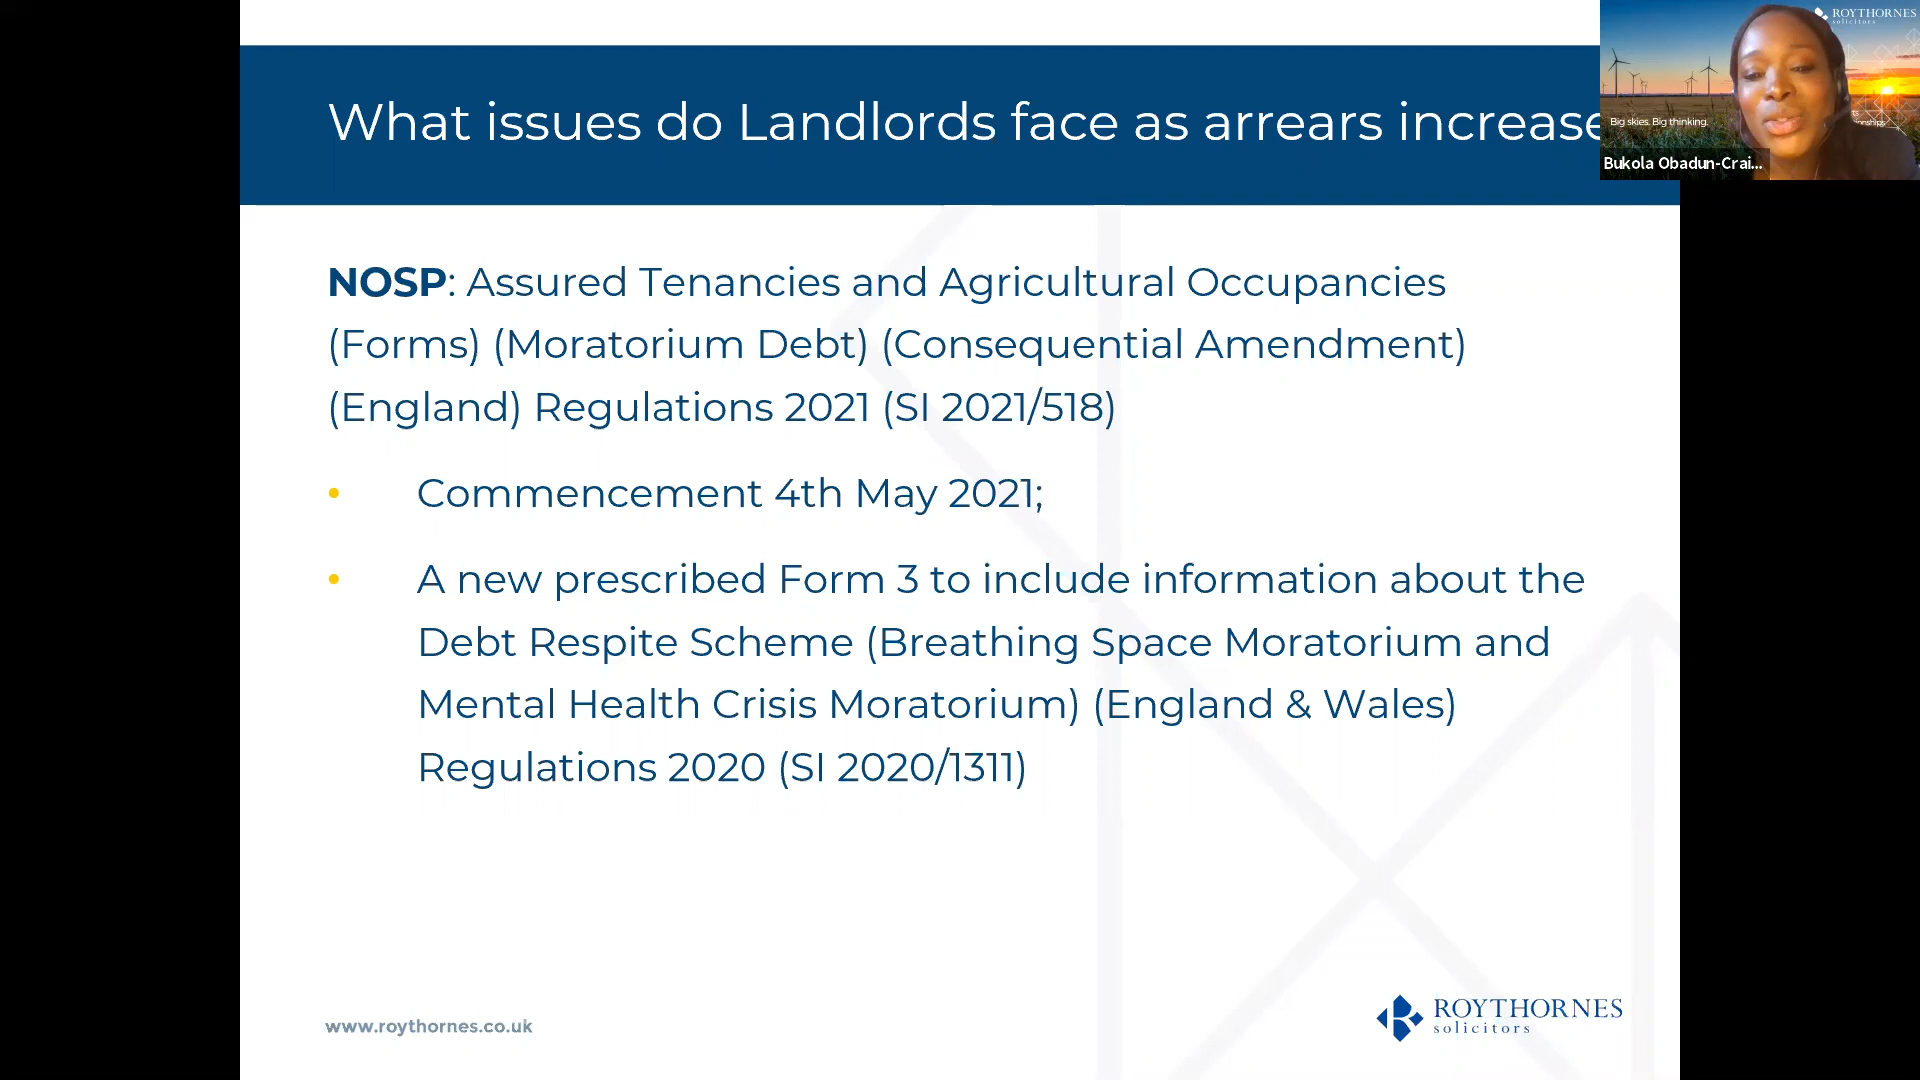 What issues do Landlords face as arrears increase
ROYTHORNES
solicitors
Big skies. Big thinking.
Bukola Obadun-Crai...
NOSP: Assured Tenancies and Agricultural Occupancies
(Forms) (Moratorium Debt) (Consequential Amendment)
(England) Regulations 2021 (SI 2021/518)
• Commencement 4th May 2021;
• A new prescribed Form 3 to include information about the
Debt Respite Scheme (Breathing Space Moratorium and
Mental Health Crisis Moratorium) (England & Wales)
Regulations 2020 (SI 2020/1311)
www.roythornes.co.uk
ROYTHORNES
solicitors